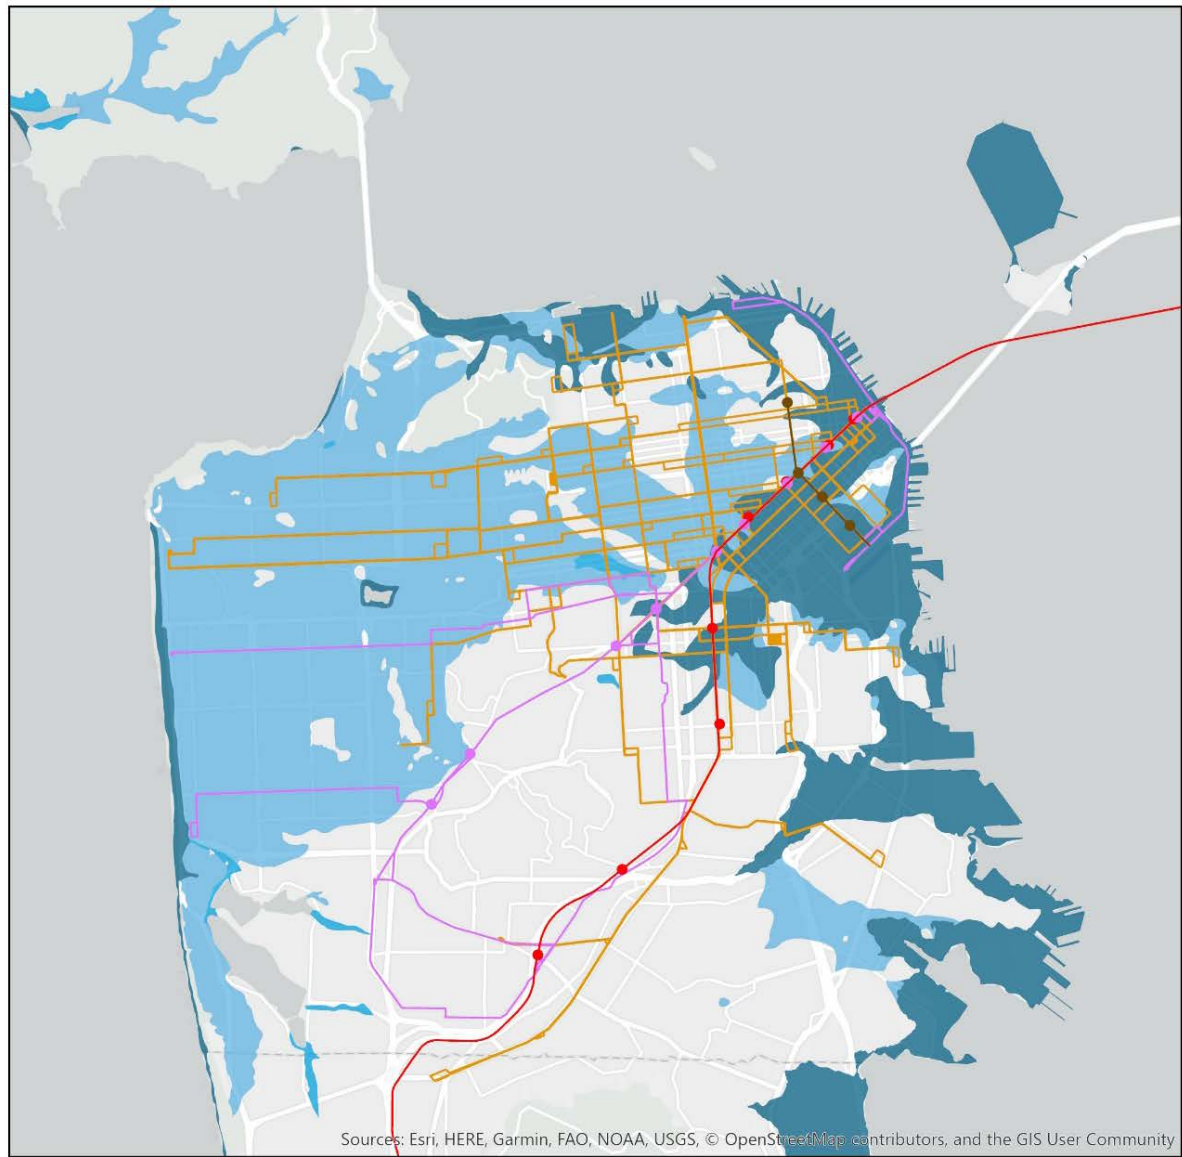 Sources: Esri, HERE, Garmin, FAO, NOAA, USGS, © OpenStreetMap contributors, and the GIS User Community